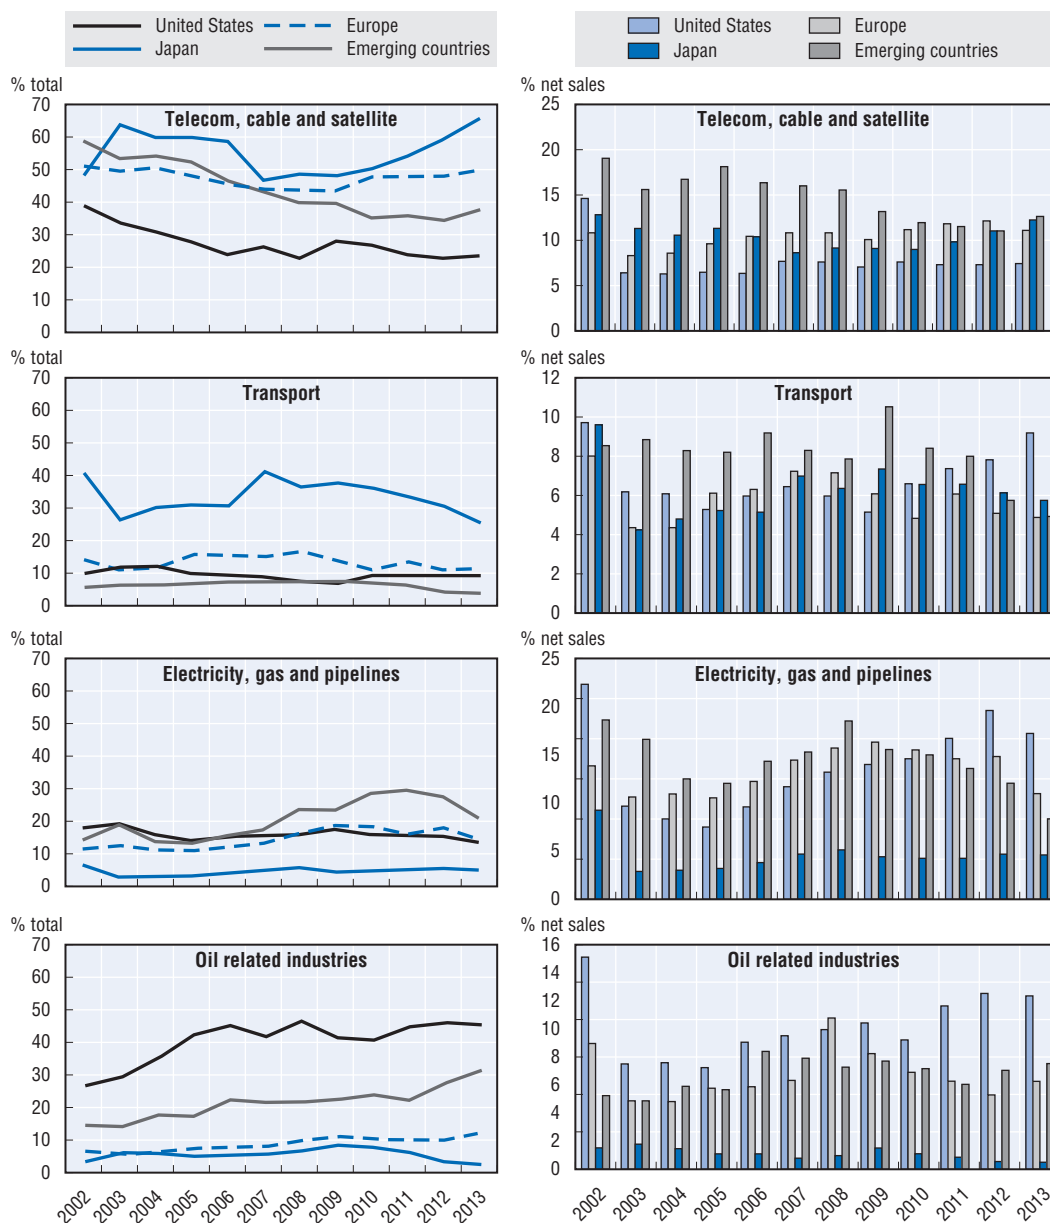 United States
Europe
Japan
Emerging countries
% total
70
Telecom, cable and satellite
60
50
40
30
20
10
0
% total
70
Transport
60
50
40
30
20
10
0
% total
70
Electricity, gas and pipelines
60
50
40
30
20
10
0
% total
70
Oil related industries
60
50
40
30
20
10
0
2002 2003 2004 2005 2006 2007 2008 2009 2010 2011 2012 2013
United States
Europe
Japan
Emerging countries
% net sales
25
Telecom, cable and satellite
20
15
10
5
0
% net sales
12
Transport
10
8
6
4
2
0
% net sales
25
Electricity, gas and pipelines
20
15
10
5
0
% net sales
16
Oil related industries
14
12
10
8
6
4
2
0
2002 2003 2004 2005 2006 2007 2008 2009 2010 2011 2012 2013